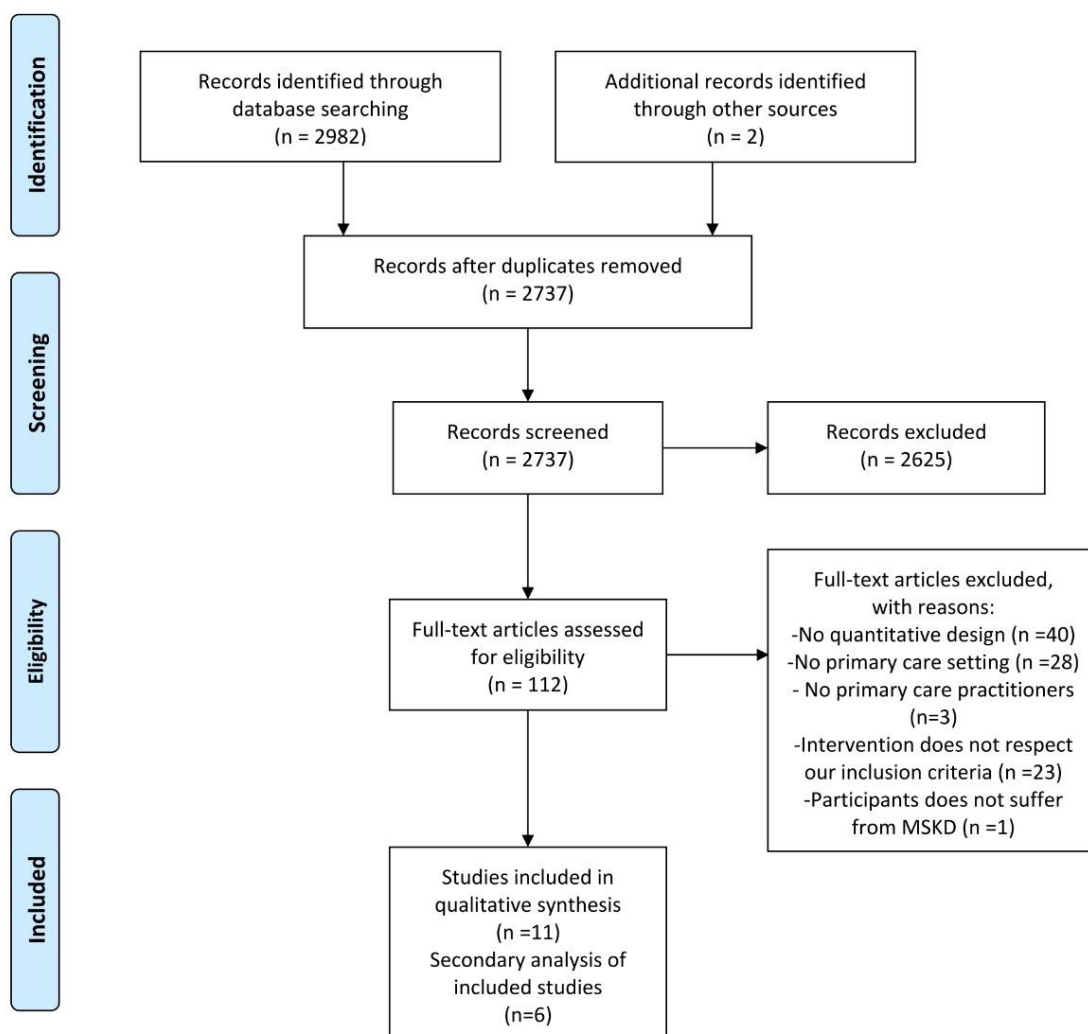 Identification
Records identified through
database searching
(n = 2982)
Additional records identified
through other sources
(n = 2)
Records after duplicates removed
(n = 2737)
Screening
Records screened
(n = 2737)
Records excluded
(n = 2625)
Eligibility
Full-text articles assessed
for eligibility
(n = 112)
Full-text articles excluded,
with reasons:
-No quantitative design (n =40)
-No primary care setting (n =28)
- No primary care practitioners
(n=3)
-Intervention does not respect
our inclusion criteria (n =23)
-Participants does not suffer
from MSKD (n =1)
Included
Studies included in
qualitative synthesis
(n =11)
Secondary analysis of
included studies
(n=6)